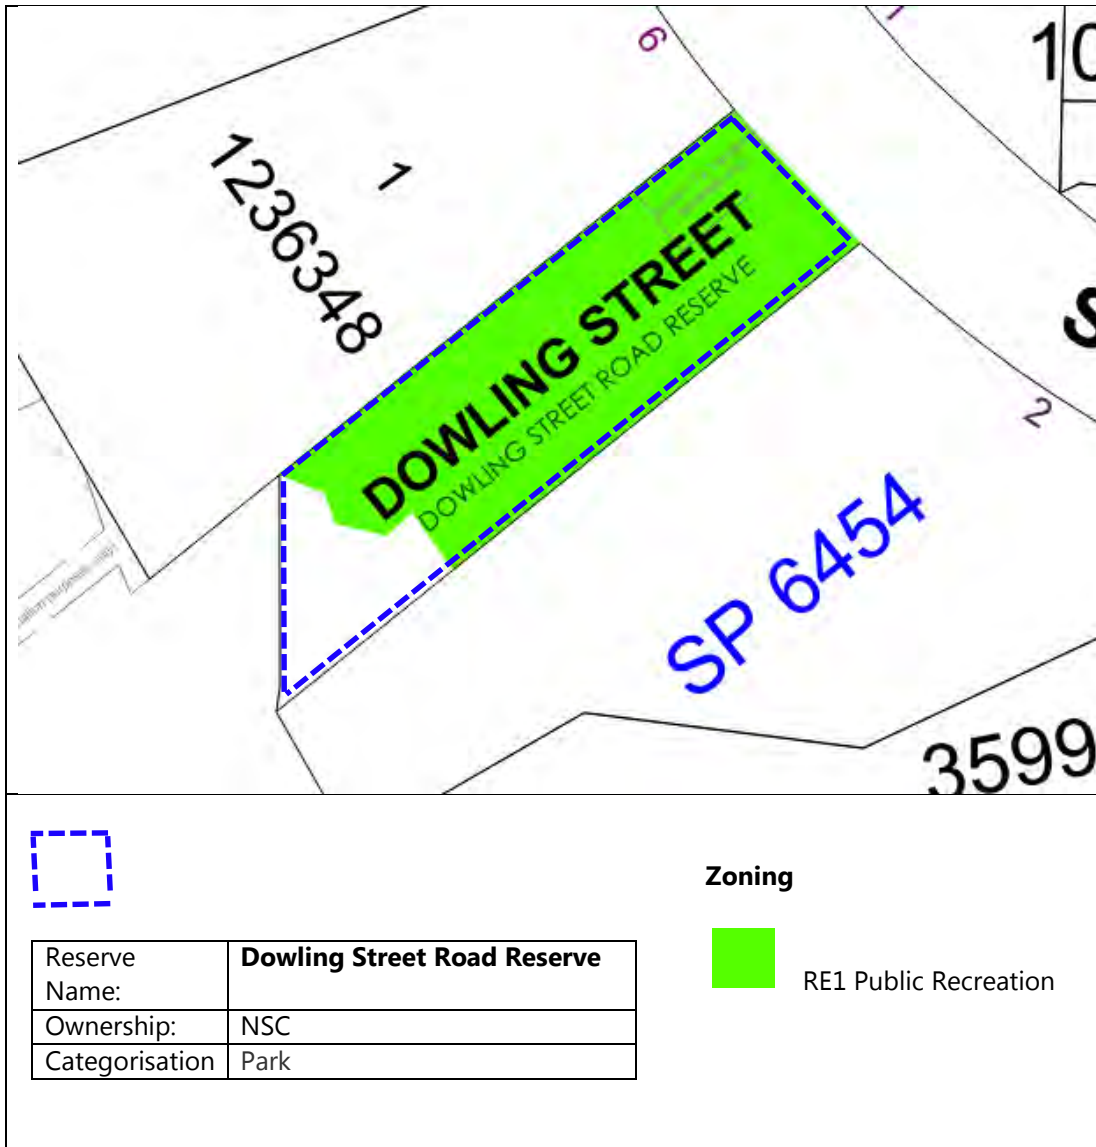 6
1
10
1
1236348
DOWLING STREET
DOWLING STREET ROAD RESERVE
S
2
SP 6454
3599
Zoning
Reserve Name:
Dowling Street Road Reserve
RE1 Public Recreation
Ownership:
NSC
Categorisation
Park